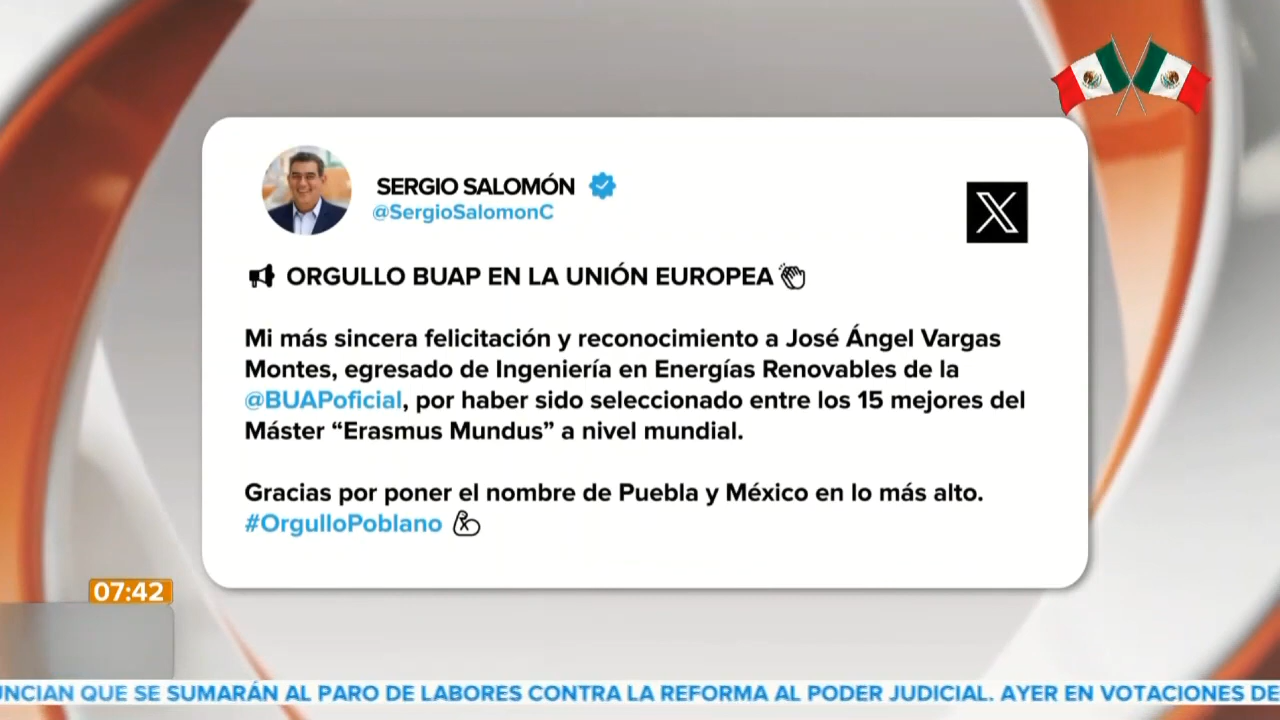 SERGIO SALOMÓN
@SergioSalomonC
ORGULLO BUAP EN LA UNIÓN EUROPEA
Mi más sincera felicitación y reconocimiento a José Ángel Vargas
Montes, egresado de Ingeniería en Energías Renovables de la
@BUAPoficial, por haber sido seleccionado entre los 15 mejores del
Máster “Erasmus Mundus” a nivel mundial.
Gracias por poner el nombre de Puebla y México en lo más alto.
#OrgulloPoblano
07:42
QUE SE SUMARÁN AL PARO DE LABORES CONTRA LA REFORMA AL PODER JUDICIAL. AYER EN VOTACIONES DE